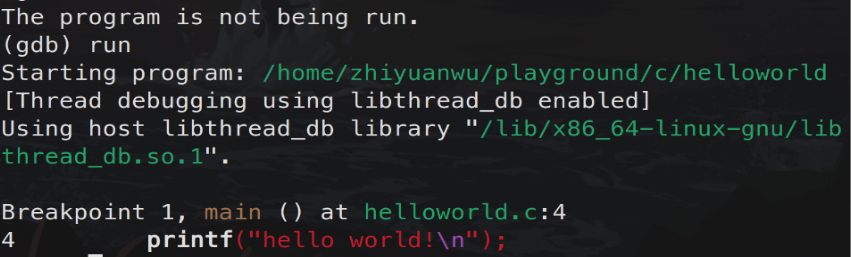 The program is not being run.
(gdb) run
Starting program: /home/zhiyuanwu/playground/c/helloworld
[Thread debugging using libthread_db enabled]
Using host libthread_db library "/lib/x86_64-linux-gnu/lib
thread_db.so.1".
Breakpoint 1, main () at helloworld.c:4
4         printf("hello world!\n");